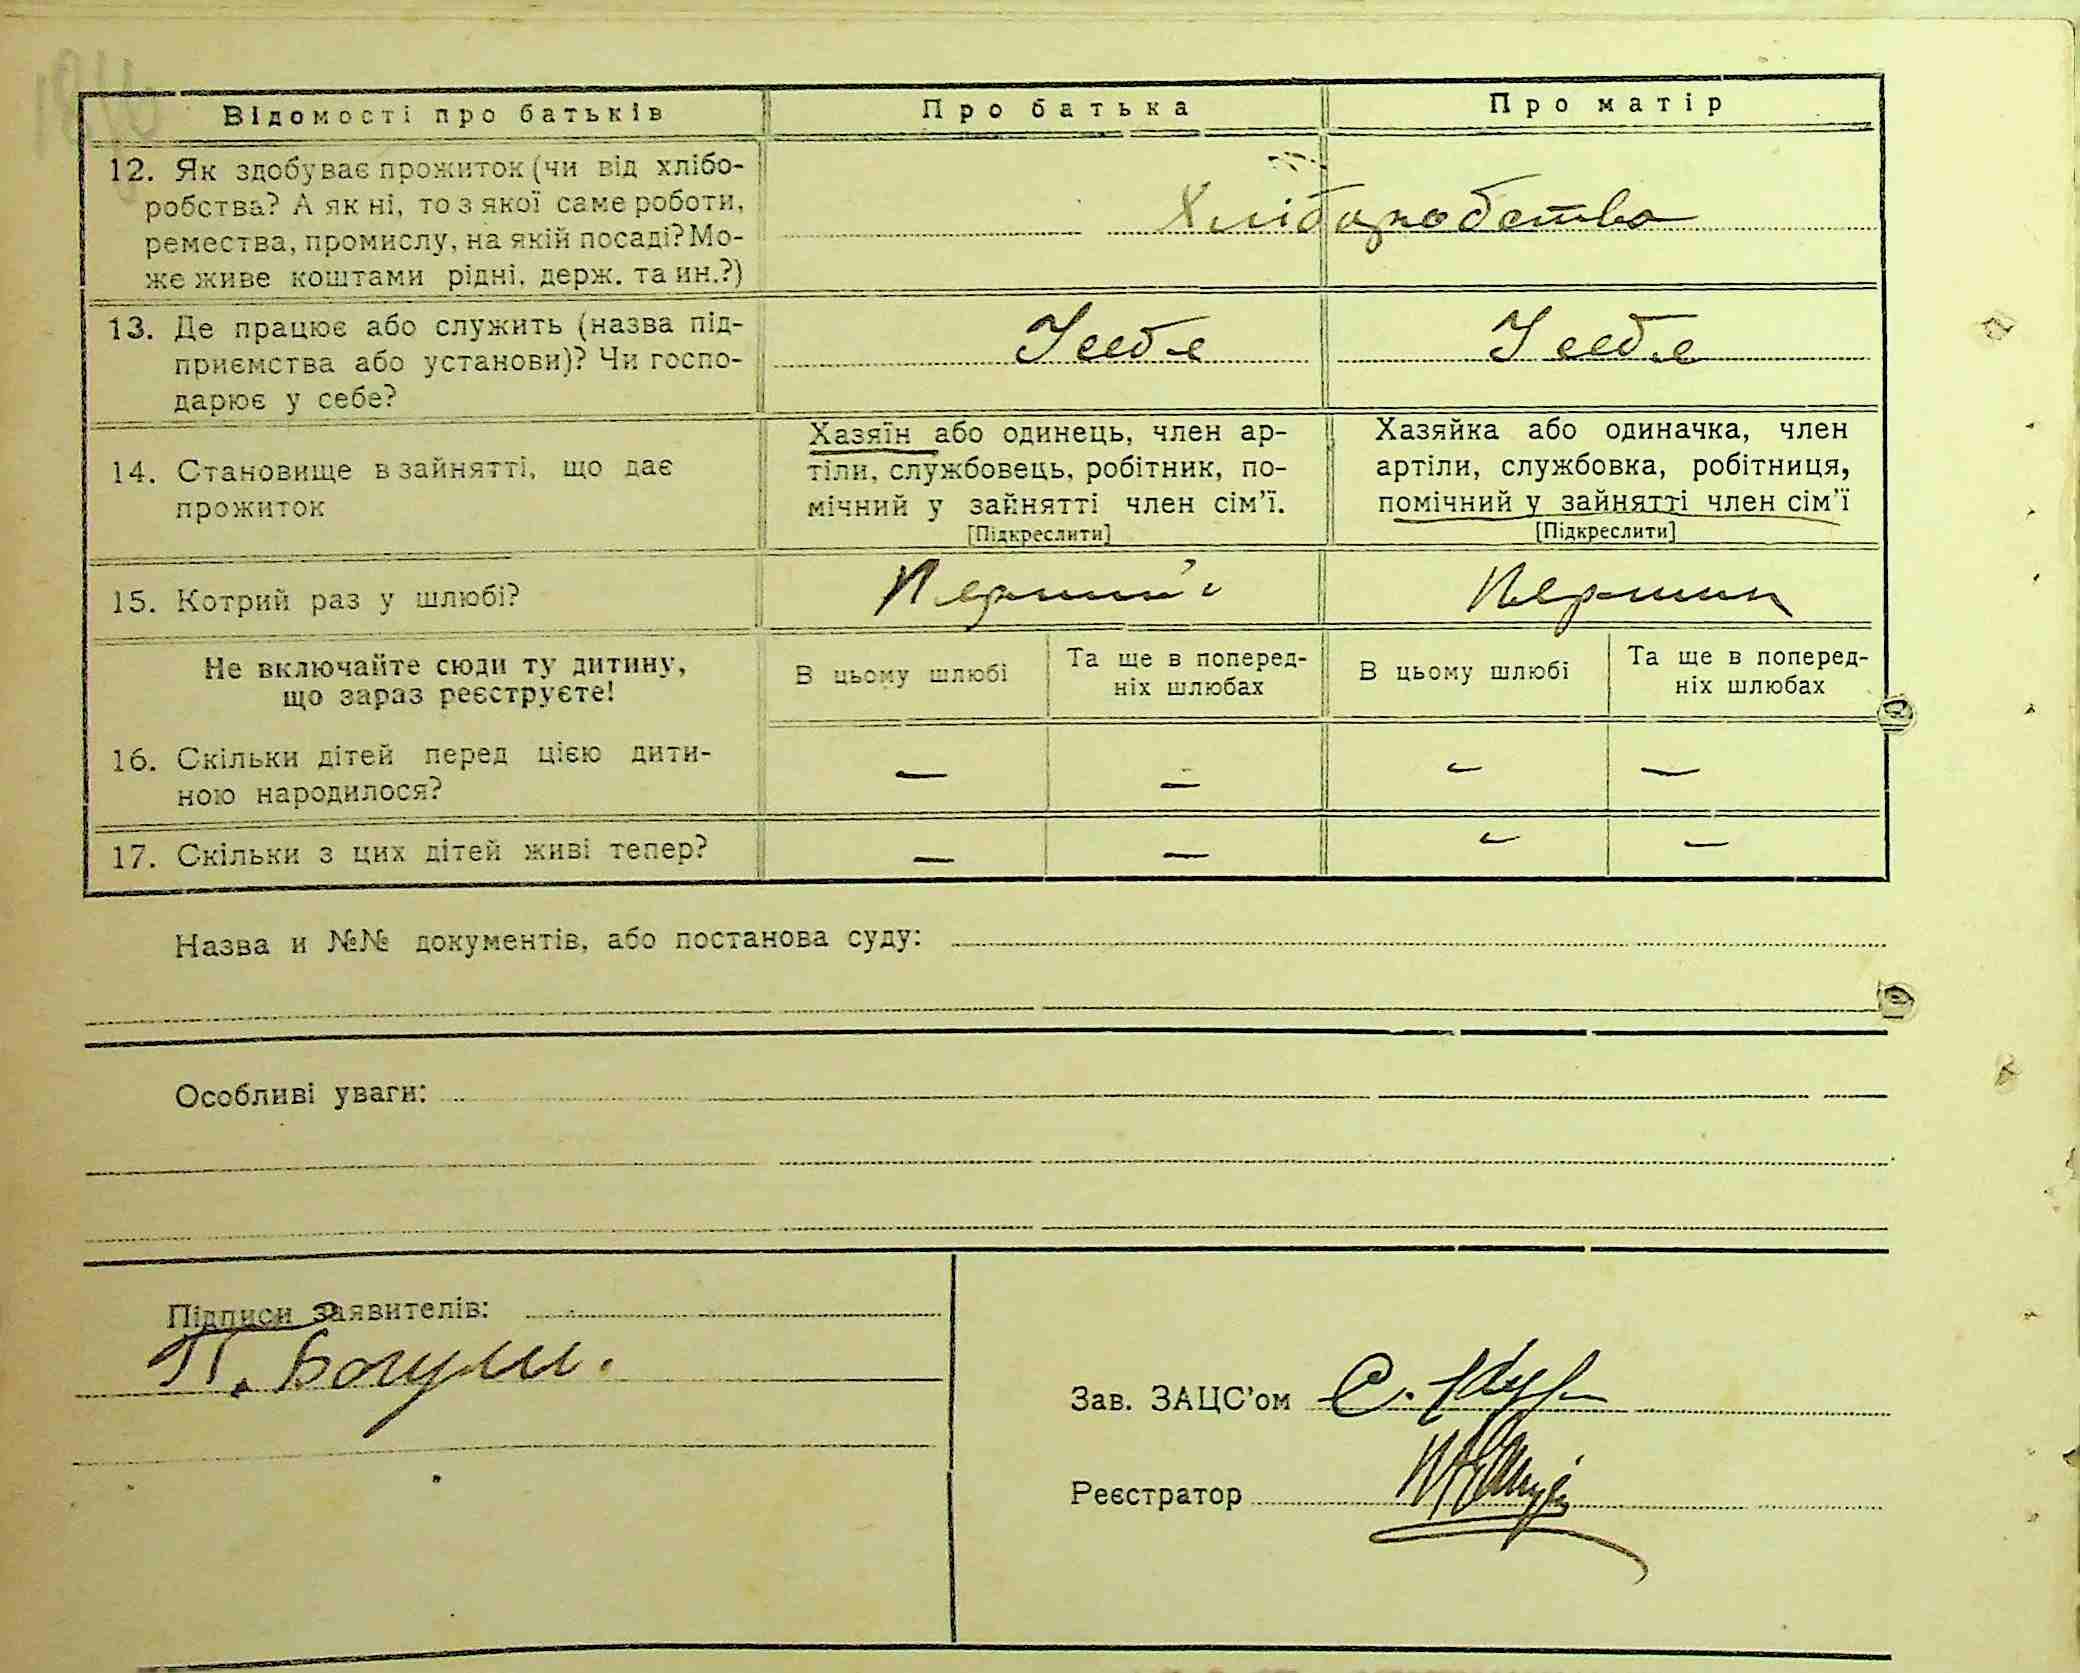 Відомості про батьків
Про батька
Про матір
12. Як здобуває прожиток (чи від хлібо-
робства? А як ні, то з якої саме роботи,
ремества, промислу, на якій посаді? Мо-
же живе коштами рідні, держ. та ин.?)
Хліборобство
13. Де працює або служить (назва під-
приємства або установи)? Чи госпо-
дарює у себе?
У себе
У себе
14. Становище в зайнятті, що дає
прожиток
Хазяїн або одинець, член ар-
тіли, службовець, робітник, по-
мічний у зайнятті член сім'ї.
[Підкреслити]
Хазяйка або одиначка, член
артіли, службовка, робітниця,
помічний у зайнятті член сім'ї
[Підкреслити]
15. Котрий раз у шлюбі?
Перший
Перший
Не включайте сюди ту дитину,
що зараз реєструєте!
В цьому шлюбі
Та ще в поперед-
ніх шлюбах
В цьому шлюбі
Та ще в поперед-
ніх шлюбах
16. Скільки дітей перед цією дити-
ною народилося?
— — — —
17. Скільки з цих дітей живі тепер?
— — — —
Назва и №№ документів, або постанова суду:
Особливі уваги:
Підписи заявителів:
П.
Зав. ЗАЦС'ом С.
Реєстратор